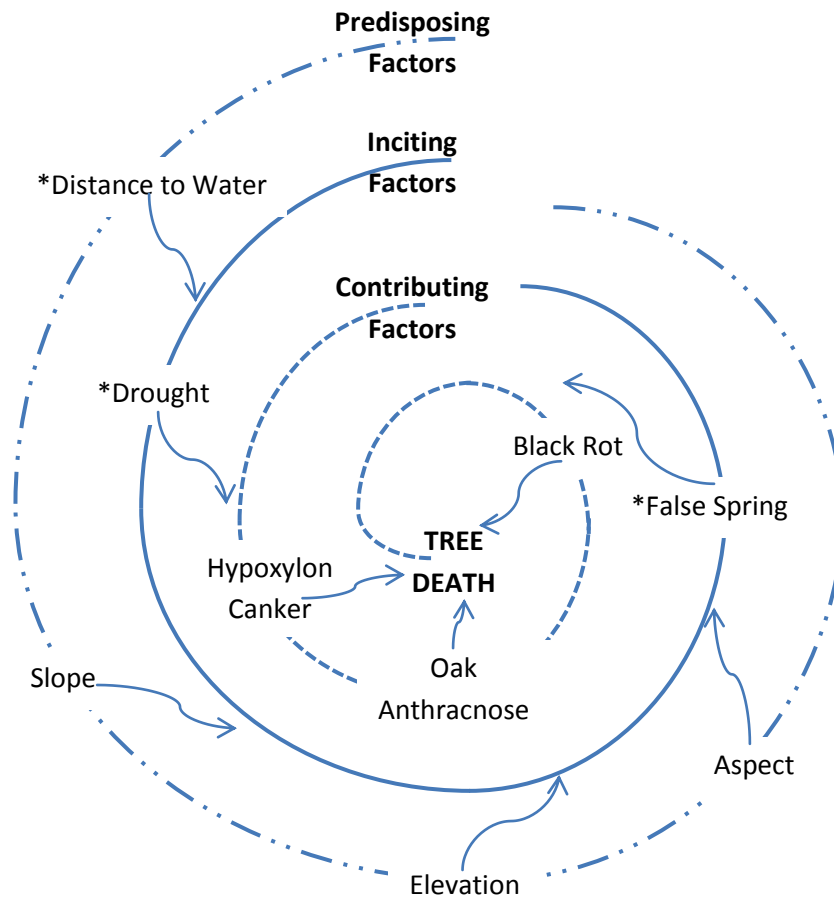 Predisposing
Factors
Inciting
Factors
*Distance to Water
Contributing
Factors
*Drought
Black Rot
*False Spring
TREE
DEATH
Hypoxylon
Canker
Oak
Anthracnose
Slope
Aspect
Elevation